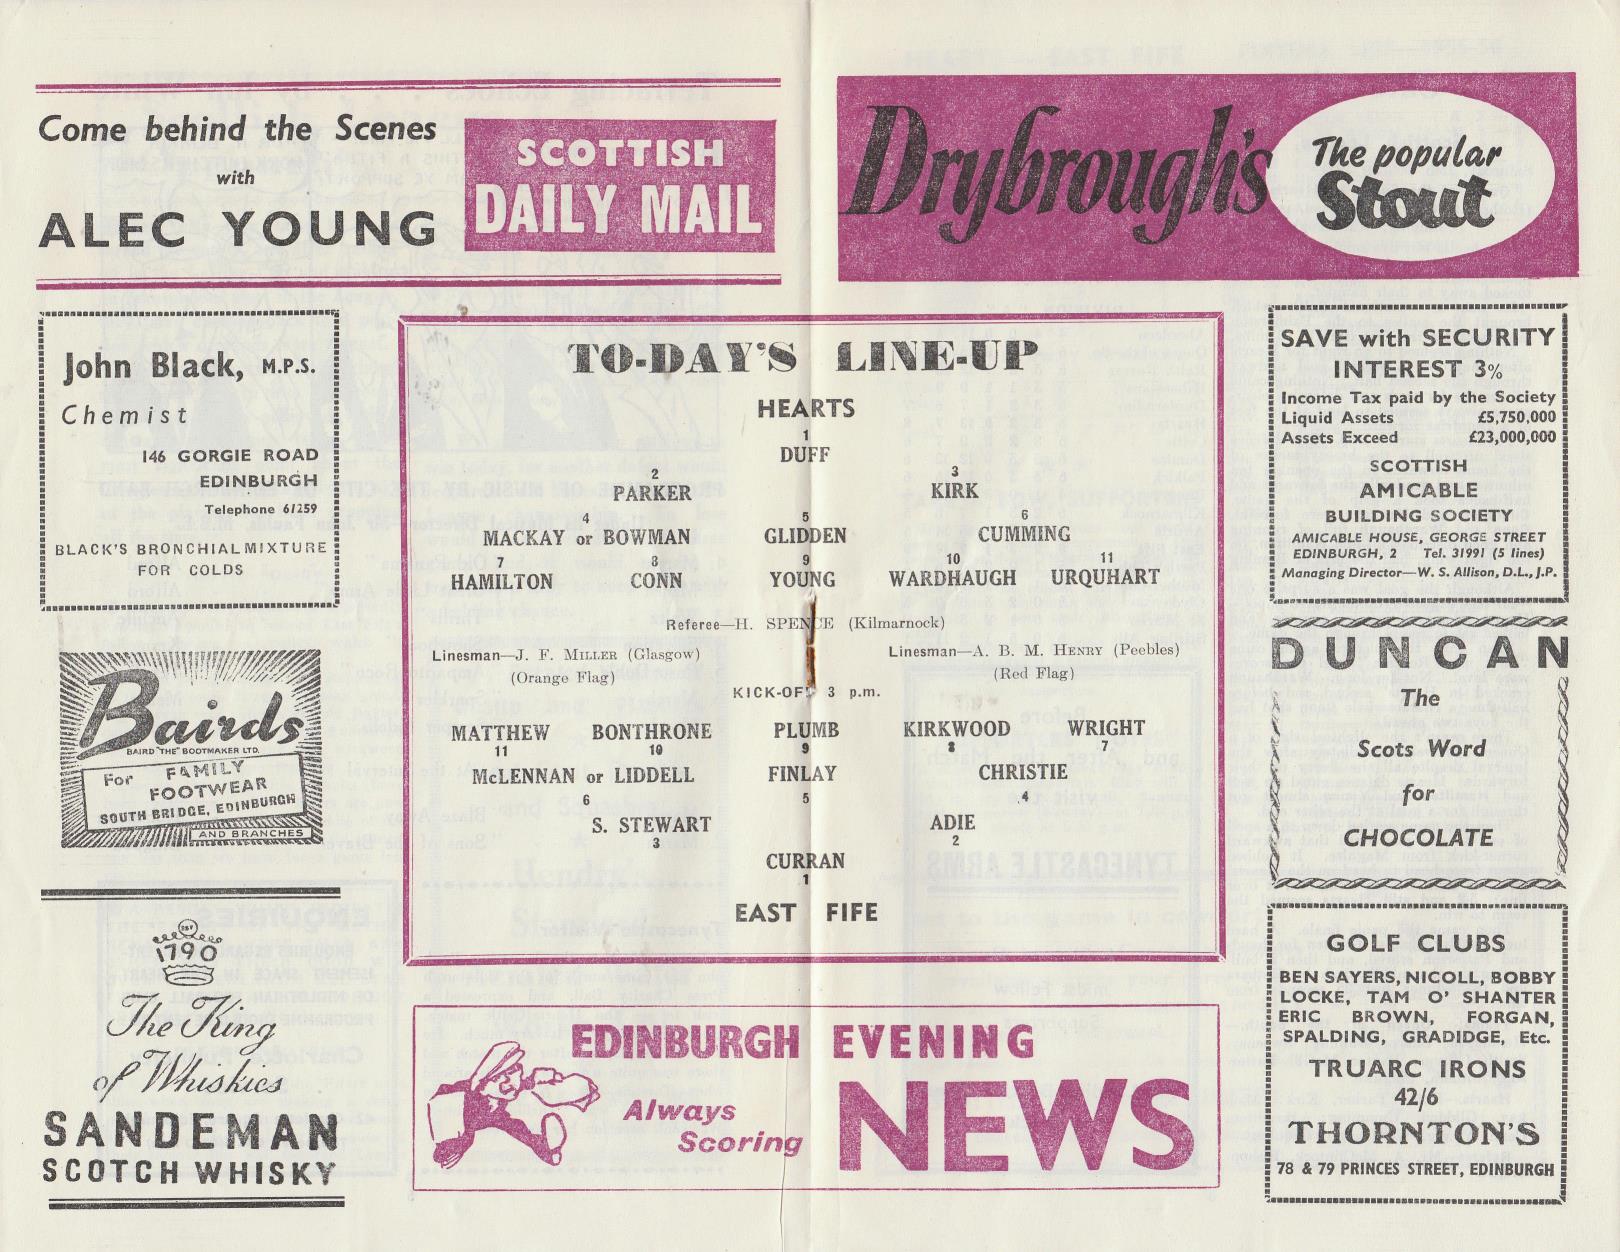 Come behind the Scenes
with
ALEC YOUNG
SCOTTISH
DAILY MAIL
Drybrough's
The popular
Stout
John Black, M.P.S.
Chemist
146 GORGIE ROAD
EDINBURGH
Telephone 61259
BLACK'S BRONCHIAL MIXTURE
FOR COLDS
Bairds
BAIRD "THE" BOOTMAKER LTD.
For FAMILY
FOOTWEAR
SOUTH BRIDGE, EDINBURGH
AND BRANCHES
1790
The King
of Whiskies
SANDEMAN
SCOTCH WHISKY
TO-DAY'S LINE-UP
HEARTS
1
DUFF
2 3
PARKER KIRK
4 5 6
MACKAY or BOWMAN GLIDDEN CUMMING
7 8 9 10 11
HAMILTON CONN YOUNG WARDHAUGH URQUHART
Referee—H. SPENCE (Kilmarnock)
Linesman—J. F. MILLER (Glasgow) Linesman—A. B. M. HENRY (Peebles)
(Orange Flag) (Red Flag)
KICK-OFF 3 p.m.
MATTHEW BONTHRONE PLUMB KIRKWOOD WRIGHT
11 10 9 8 7
McLENNAN or LIDDELL FINLAY CHRISTIE
6 5 4
S. STEWART ADIE
3 2
CURRAN
1
EAST FIFE
EDINBURGH EVENING
NEWS
Always
Scoring
SAVE with SECURITY
INTEREST 3%
Income Tax paid by the Society
Liquid Assets £5,750,000
Assets Exceed £23,000,000
SCOTTISH
AMICABLE
BUILDING SOCIETY
AMICABLE HOUSE, GEORGE STREET
EDINBURGH, 2 Tel. 31991 (5 lines)
Managing Director—W. S. Allison, D.L., J.P.
DUNCAN
The
Scots Word
for
CHOCOLATE
GOLF CLUBS
BEN SAYERS, NICOLL, BOBBY
LOCKE, TAM O' SHANTER
ERIC BROWN, FORGAN,
SPALDING, GRADIDGE, Etc.
TRUARC IRONS
42/6
THORNTON'S
78 & 79 PRINCES STREET, EDINBURGH